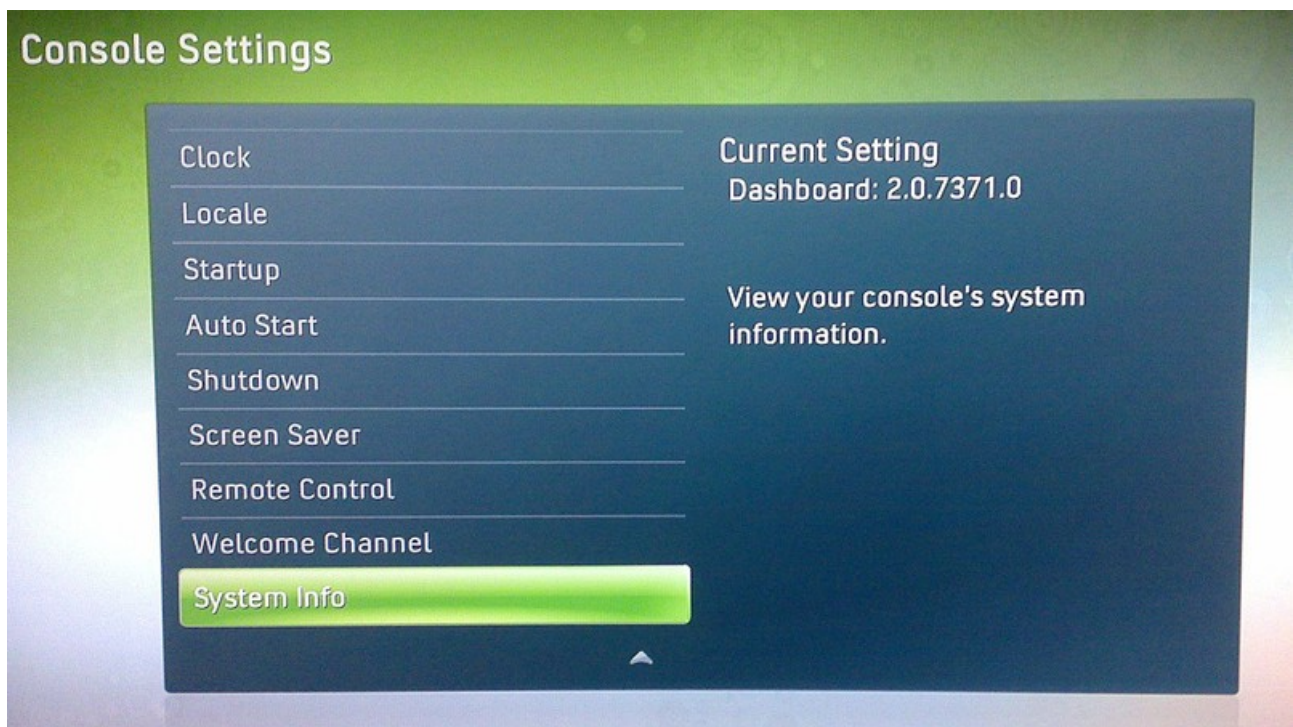 Console Settings
Clock
Locale
Startup
Auto Start
Shutdown
Screen Saver
Remote Control
Welcome Channel
System Info
Current Setting
Dashboard: 2.0.7371.0
View your console's system
information.